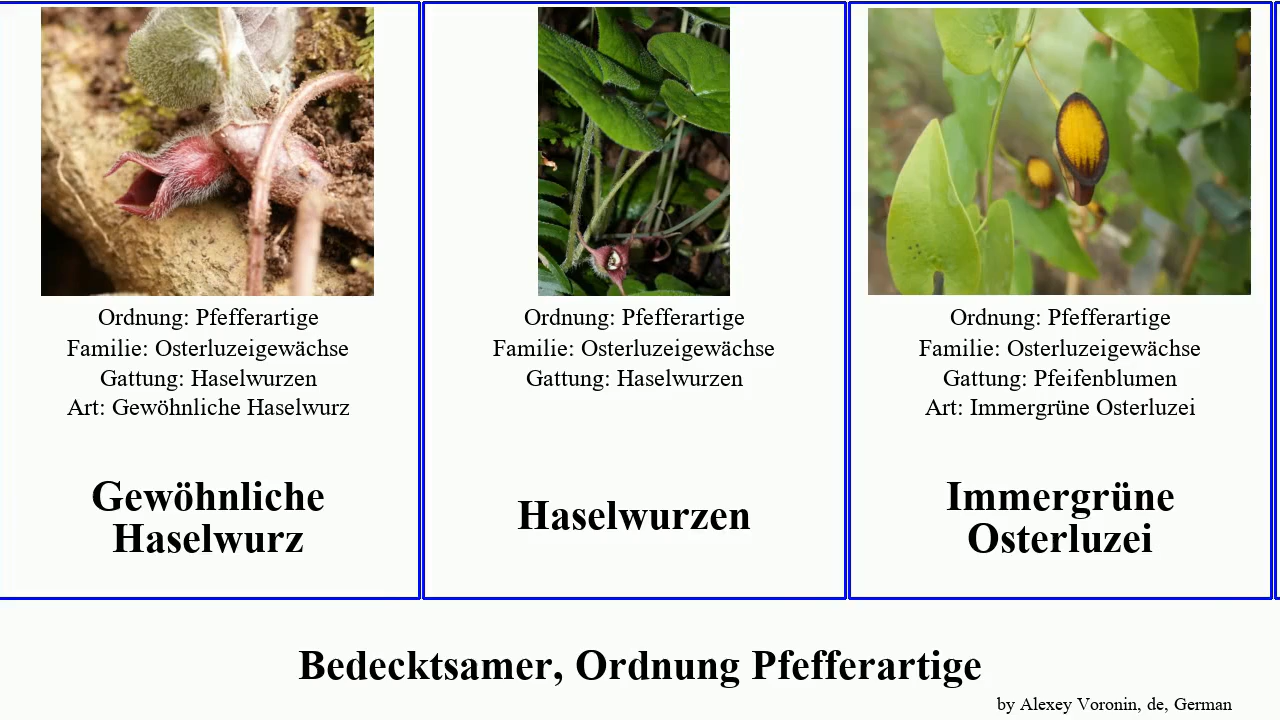 Ordnung: Pfefferartige
Familie: Osterluzeigewächse
Gattung: Haselwurzen
Art: Gewöhnliche Haselwurz
Gewöhnliche
Haselwurz
Ordnung: Pfefferartige
Familie: Osterluzeigewächse
Gattung: Haselwurzen
Haselwurzen
Ordnung: Pfefferartige
Familie: Osterluzeigewächse
Gattung: Pfeifenblumen
Art: Immergrüne Osterluzei
Immergrüne
Osterluzei
Bedecktsamer, Ordnung Pfefferartige
by Alexey Voronin, de, German